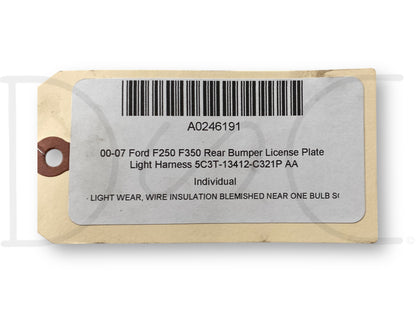 A0246191
00-07 Ford F250 F350 Rear Bumper License Plate
Light Harness 5C3T-13412-C321P AA
Individual
- LIGHT WEAR, WIRE INSULATION BLEMISHED NEAR ONE BULB